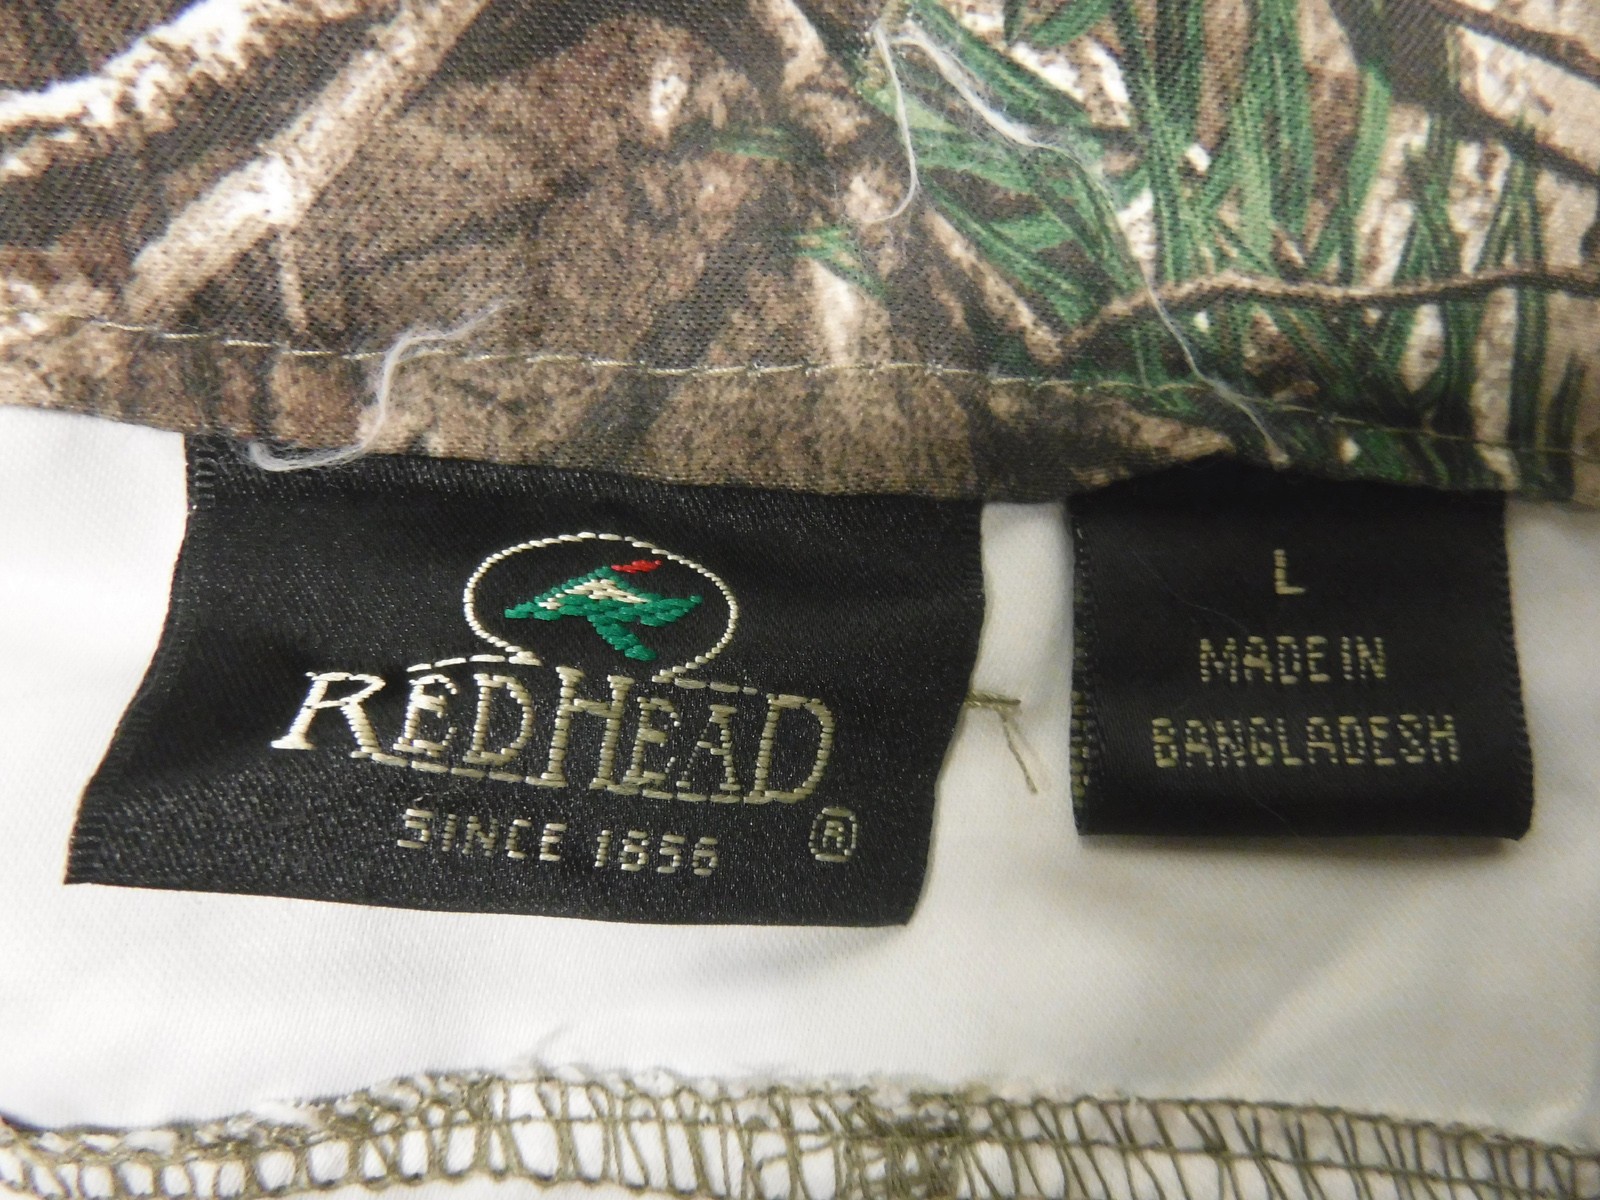 REDHEAD
SINCE 1856 ®
L
MADE IN
BANGLADESH